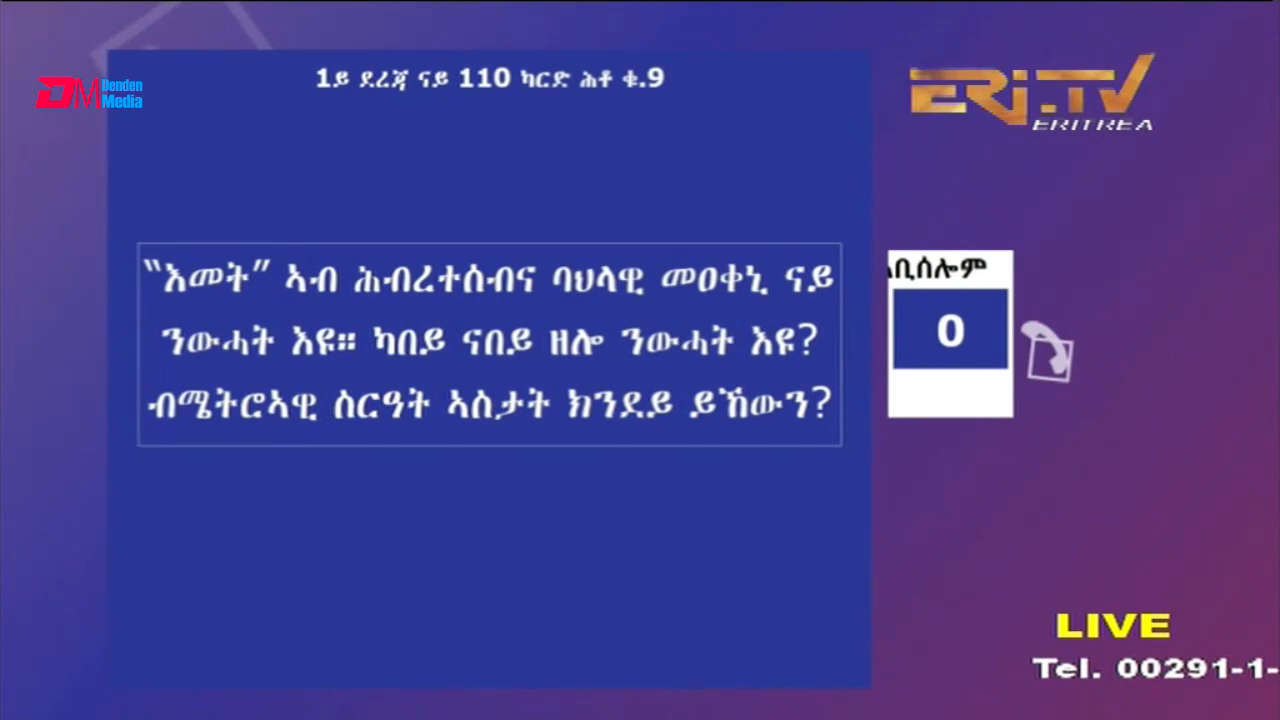 1ይ ደረጃ ናይ 110 ካርድ ሕቶ ቁ.9
DM Denden Media
ERi.TV
ERITREA
“እመት” ኣብ ሕብረተሰብና ባህላዊ መዐቀኒ ናይ
ንውሓት እዩ። ካበይ ናበይ ዘሎ ንውሓት እዩ?
ብሜትሮኣዊ ስርዓት ኣስታት ክንደይ ይኸውን?
ቢሰሎም
0
LIVE
Tel. 00291-1-